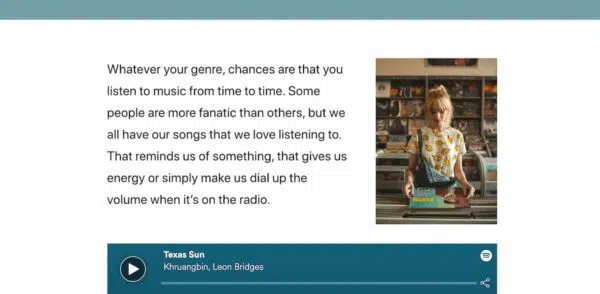 Whatever your genre, chances are that you
listen to music from time to time. Some
people are more fanatic than others, but we
all have our songs that we love listening to.
That reminds us of something, that gives us
energy or simply make us dial up the
volume when it's on the radio.
Texas Sun
Khruangbin, Leon Bridges